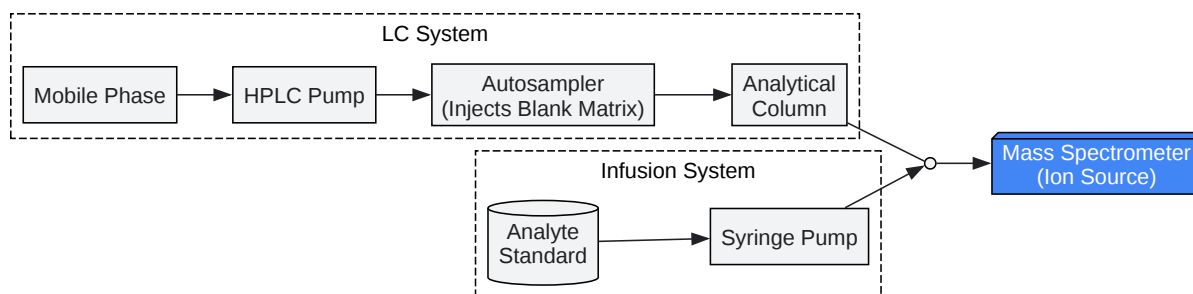 LC System
Mobile Phase
HPLC Pump
Autosampler
(Injects Blank Matrix)
Analytical
Column
Mass Spectrometer
(Ion Source)
Infusion System
Analyte
Standard
Syringe Pump